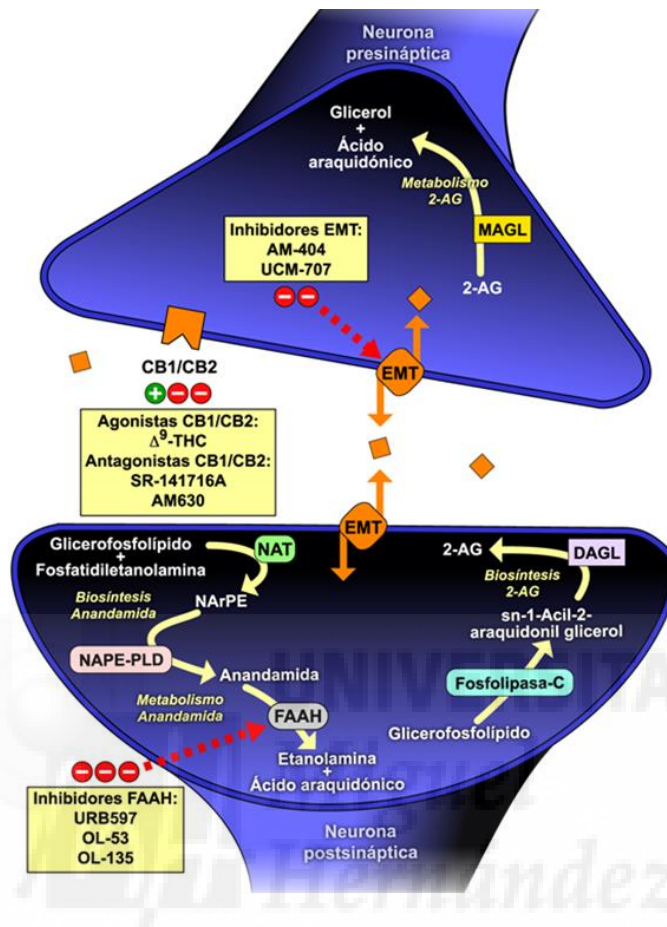 Neurona
presináptica
Glicerol
+
Ácido
araquidónico
Metabolismo
2-AG
MAGL
2-AG
Inhibidores EMT:
AM-404
UCM-707
EMT
CB1/CB2
Agonistas CB1/CB2:
Δ⁹-THC
Antagonistas CB1/CB2:
SR-141716A
AM630
EMT
Glicerofosfolípido
+
Fosfatidiletanolamina
NAT
NArPE
Biosíntesis
Anandamida
NAPE-PLD
Anandamida
Metabolismo
Anandamida
FAAH
Etanolamina
+
Ácido araquidónico
2-AG
DAGL
Biosíntesis
2-AG
sn-1-Acil-2-
araquidonil glicerol
Fosfolipasa-C
Glicerofosfolípido
Inhibidores FAAH:
URB597
OL-53
OL-135
Neurona
postsináptica
UNIVERSITA
Miguel
Hernández